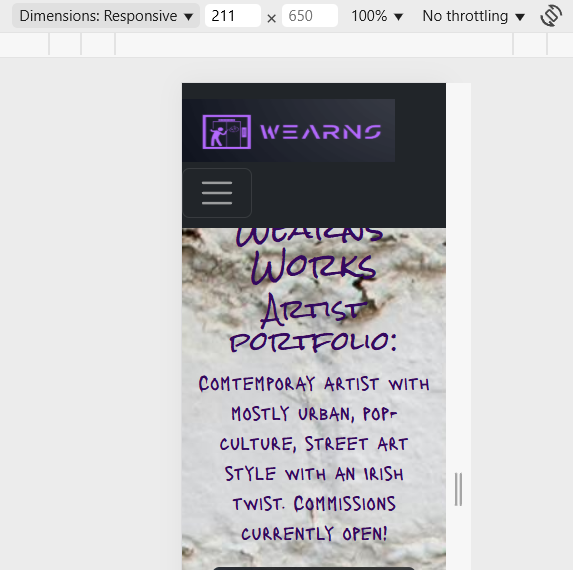 Dimensions: Responsive ▼ 211 × 650 100% ▼ No throttling ▼
WEARNS
Wearns
Works
Artist
portfolio:
Comtemporay artist with
mostly urban, pop-
culture, street art
style with an Irish
twist. Commissions
currently open!